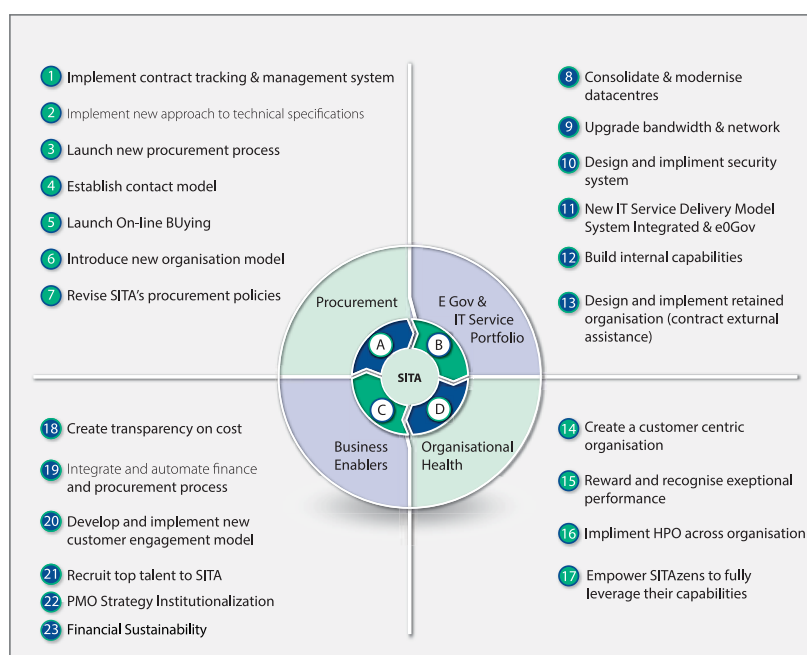 1 Implement contract tracking & management system
2 Implement new approach to technical specifications
3 Launch new procurement process
4 Establish contact model
5 Launch On-line BUying
6 Introduce new organisation model
7 Revise SITA's procurement policies
8 Consolidate & modernise
datacentres
9 Upgrade bandwidth & network
10 Design and impliment security
system
11 New IT Service Delivery Model
System Integrated & e0Gov
12 Build internal capabilities
13 Design and implement retained
organisation (contract exturnal
assistance)
Procurement
E Gov &
IT Service
Portfolio
A
B
SITA
C
D
Business
Enablers
Organisational
Health
18 Create transparency on cost
19 Integrate and automate finance
and procurement process
20 Develop and implement new
customer engagement model
21 Recruit top talent to SITA
22 PMO Strategy Institutionalization
23 Financial Sustainability
14 Create a customer centric
organisation
15 Reward and recognise exeptional
performance
16 Impliment HPO across organisation
17 Empower SITAzens to fully
leverage their capabilities